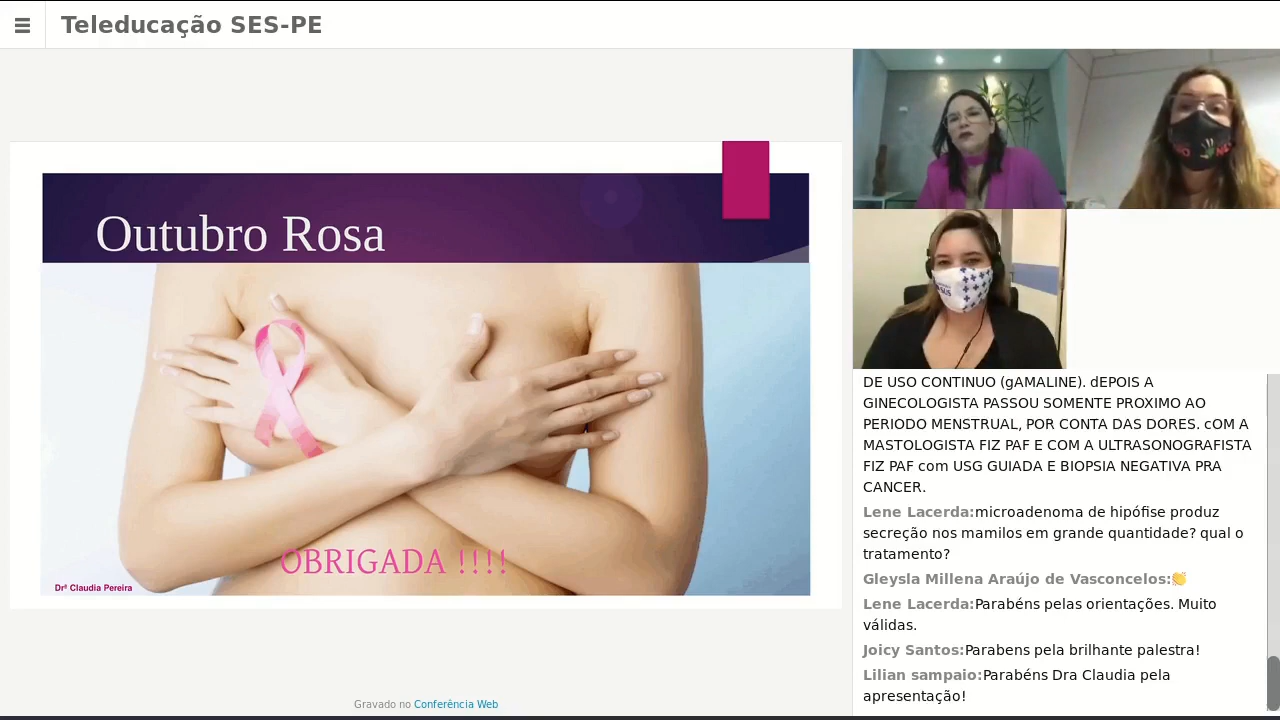 Teleducação SES-PE
Outubro Rosa
OBRIGADA !!!!
Drª Claudia Pereira
Gravado no Conferência Web
DE USO CONTINUO (gAMALINE). dEPOIS A
GINECOLOGISTA PASSOU SOMENTE PROXIMO AO
PERIODO MENSTRUAL, POR CONTA DAS DORES. cOM A
MASTOLOGISTA FIZ PAF E COM A ULTRASONOGRAFISTA
FIZ PAF com USG GUIADA E BIOPSIA NEGATIVA PRA
CANCER.
Lene Lacerda:microadenoma de hipófise produz
secreção nos mamilos em grande quantidade? qual o
tratamento?
Gleysla Millena Araújo de Vasconcelos:👏
Lene Lacerda:Parabéns pelas orientações. Muito
válidas.
Joicy Santos:Parabens pela brilhante palestra!
Lilian sampaio:Parabéns Dra Claudia pela
apresentação!